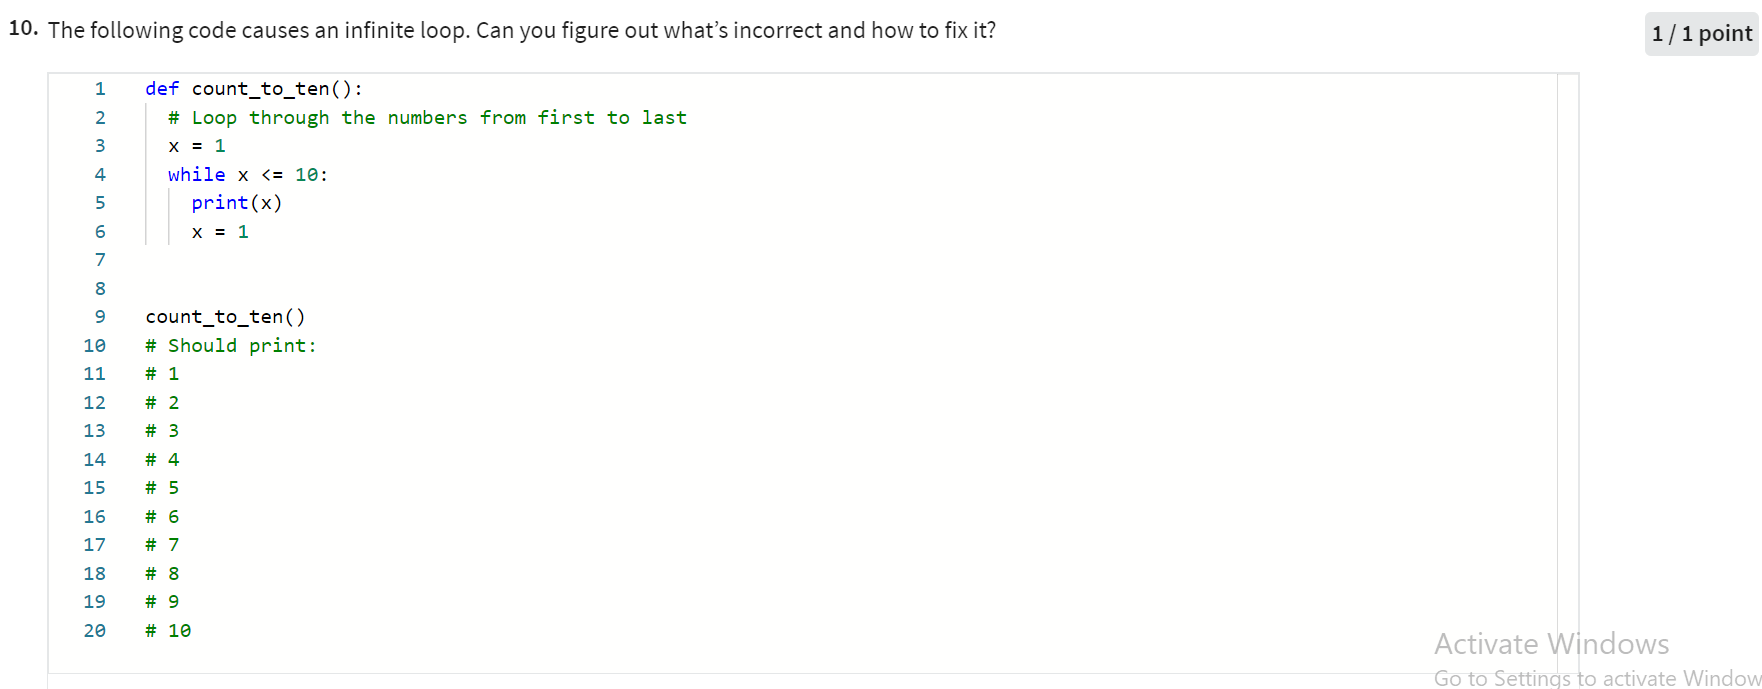 10. The following code causes an infinite loop. Can you figure out what’s incorrect and how to fix it?
1 / 1 point
1 def count_to_ten():
2 # Loop through the numbers from first to last
3 x = 1
4 while x <= 10:
5 print(x)
6 x = 1
7
8
9 count_to_ten()
10 # Should print:
11 # 1
12 # 2
13 # 3
14 # 4
15 # 5
16 # 6
17 # 7
18 # 8
19 # 9
20 # 10
Activate Windows
Go to Settings to activate Window